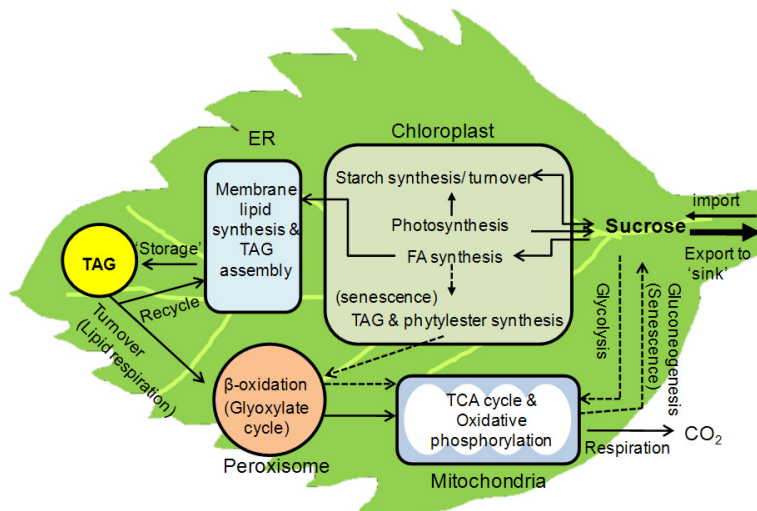 ER
Chloroplast
Membrane
lipid
synthesis &
TAG
assembly
Starch synthesis/ turnover
Photosynthesis
FA synthesis
(senescence)
TAG & phytylester synthesis
import
Sucrose
Export to
‘sink’
‘Storage’
TAG
Recycle
Turnover
(Lipid respiration)
Glycolysis
Gluconeogenesis
(Senescence)
β-oxidation
(Glyoxylate
cycle)
Peroxisome
TCA cycle &
Oxidative
phosphorylation
Mitochondria
Respiration
CO₂